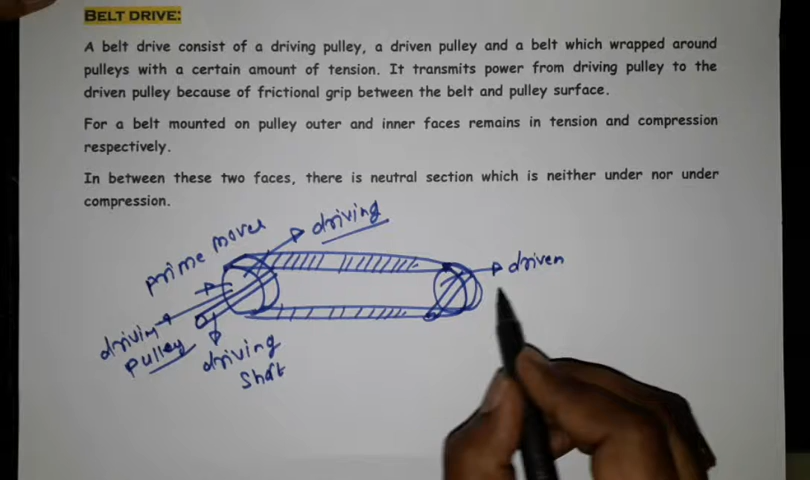 BELT DRIVE:
A belt drive consist of a driving pulley, a driven pulley and a belt which wrapped around
pulleys with a certain amount of tension. It transmits power from driving pulley to the
driven pulley because of frictional grip between the belt and pulley surface.
For a belt mounted on pulley outer and inner faces remains in tension and compression
respectively.
In between these two faces, there is neutral section which is neither under nor under
compression.
driving
prime mover
driven
driving
pulley
driving
shaft